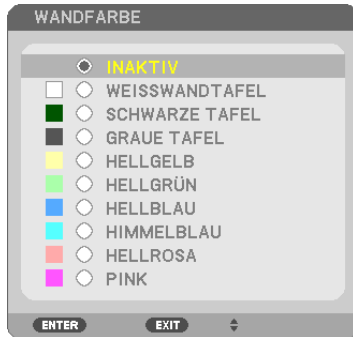 WANDFARBE
INAKTIV
WEISSWANDTAFEL
SCHWARZE TAFEL
GRAUE TAFEL
HELLGELB
HELLGRÜN
HELLBLAU
HIMMELBLAU
HELLROSA
PINK
ENTER EXIT